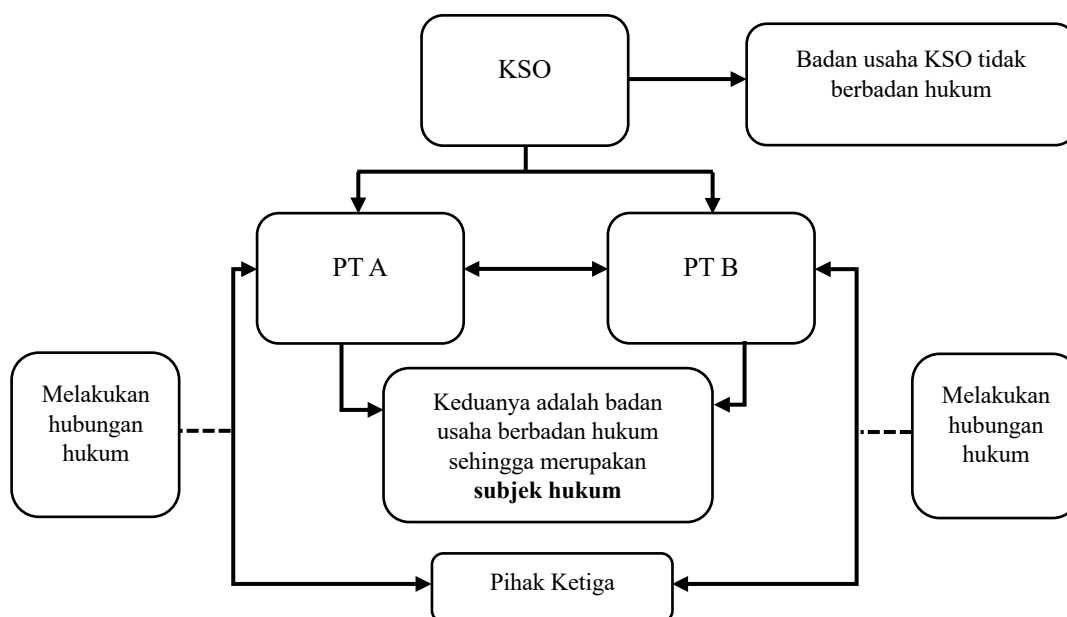 KSO
Badan usaha KSO tidak
berbadan hukum
PT A
PT B
Melakukan
hubungan
hukum
Keduanya adalah badan
usaha berbadan hukum
sehingga merupakan
subjek hukum
Melakukan
hubungan
hukum
Pihak Ketiga